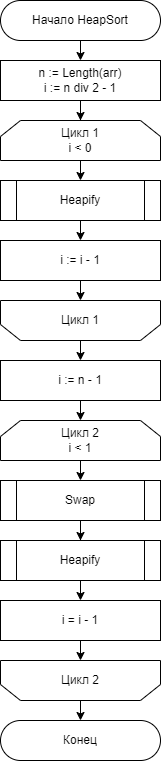 Начало HeapSort
n := Length(arr)
i := n div 2 - 1
Цикл 1
i < 0
Heapify
i := i - 1
Цикл 1
i := n - 1
Цикл 2
i < 1
Swap
Heapify
i = i - 1
Цикл 2
Конец